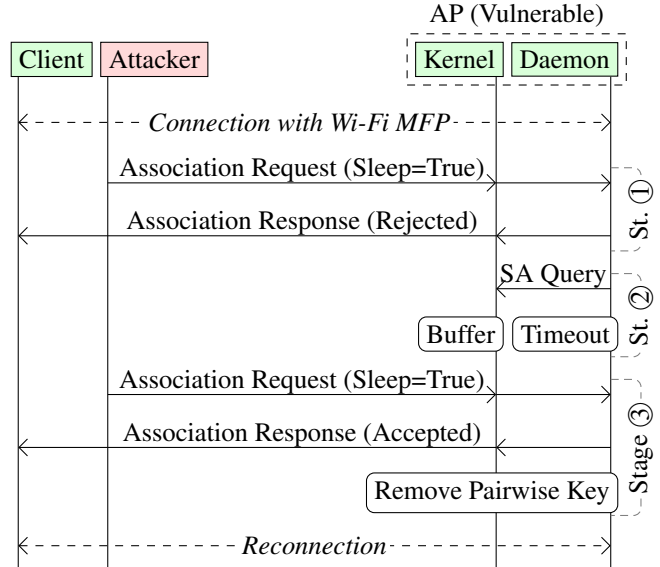 AP (Vulnerable)
Client Attacker Kernel Daemon
Connection with Wi-Fi MFP
Association Request (Sleep=True)
St. ①
Association Response (Rejected)
SA Query
St. ②
Buffer Timeout
Association Request (Sleep=True)
Stage ③
Association Response (Accepted)
Remove Pairwise Key
Reconnection